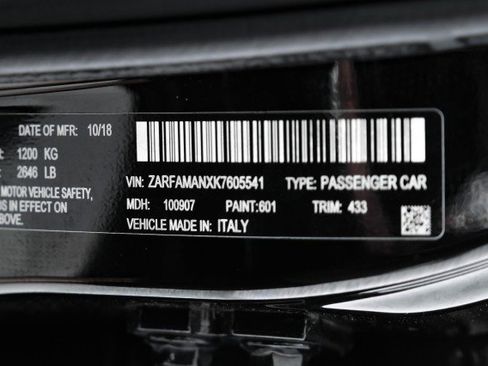 DATE OF MFR: 10/18
1200 KG
2646 LB
VIN: ZARFAMANXK7605541 TYPE: PASSENGER CAR
MOTOR VEHICLE SAFETY,
MDH: 100907 PAINT:601 TRIM: 433
S IN EFFECT ON
VEHICLE MADE IN: ITALY
ABOVE.